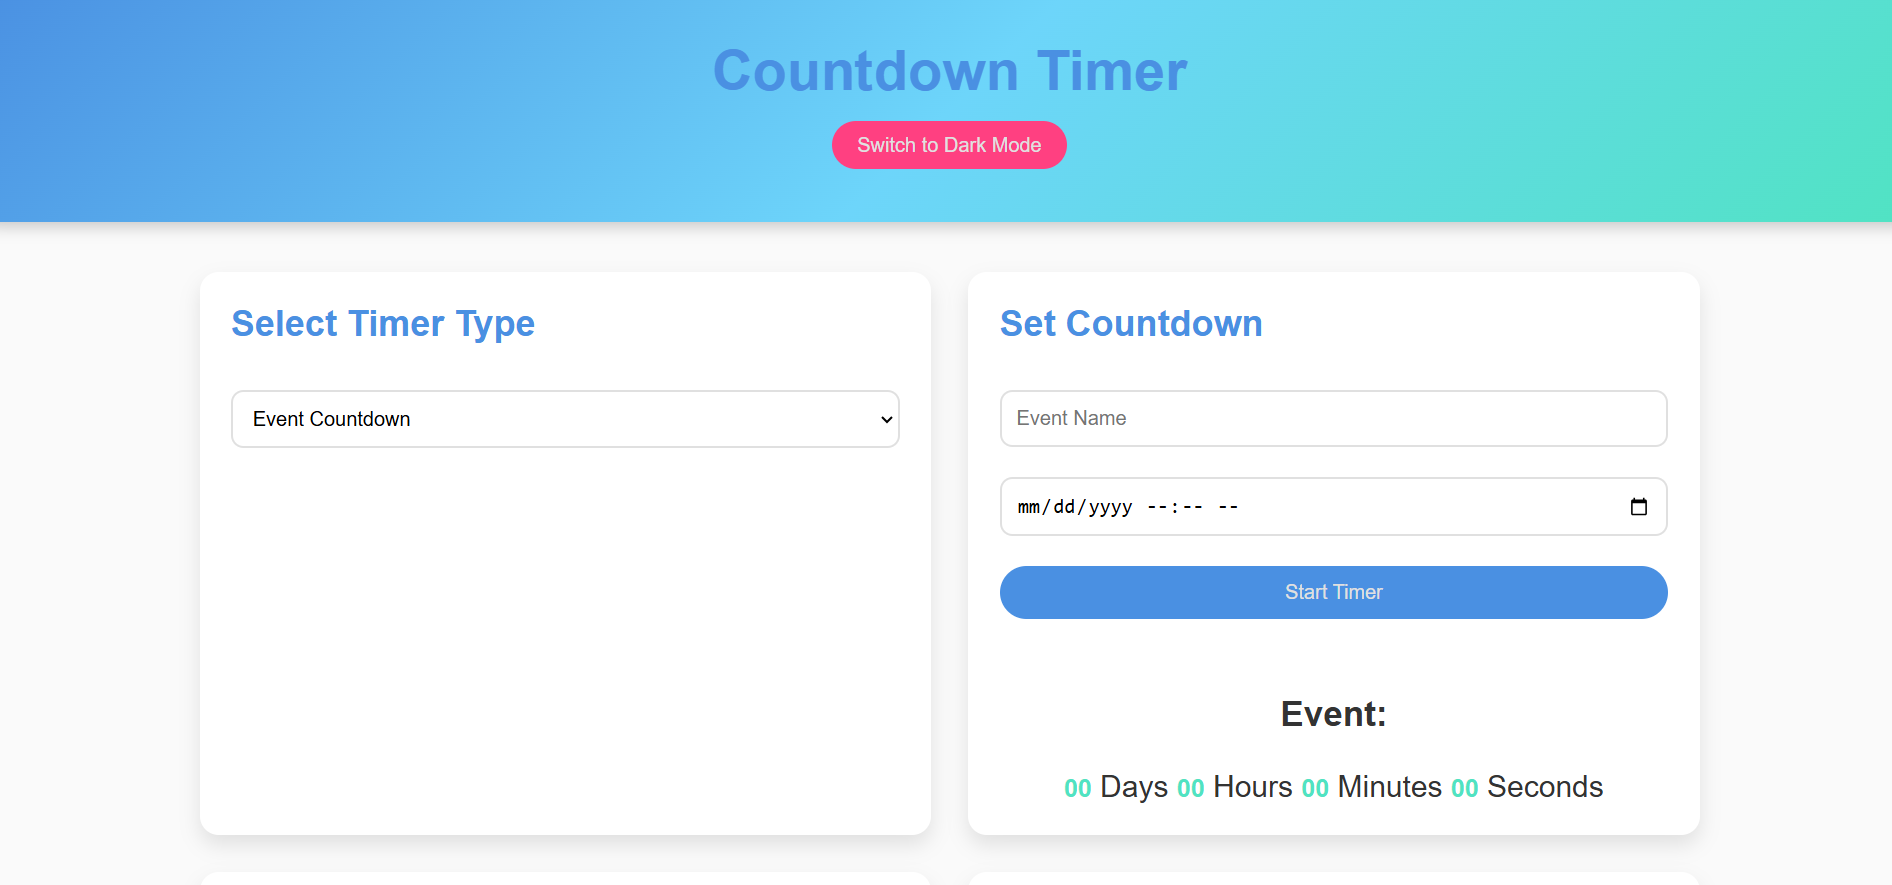 Countdown Timer
Switch to Dark Mode
Select Timer Type
Event Countdown
Set Countdown
Event Name
mm/dd/yyyy --:-- --
Start Timer
Event:
00 Days 00 Hours 00 Minutes 00 Seconds